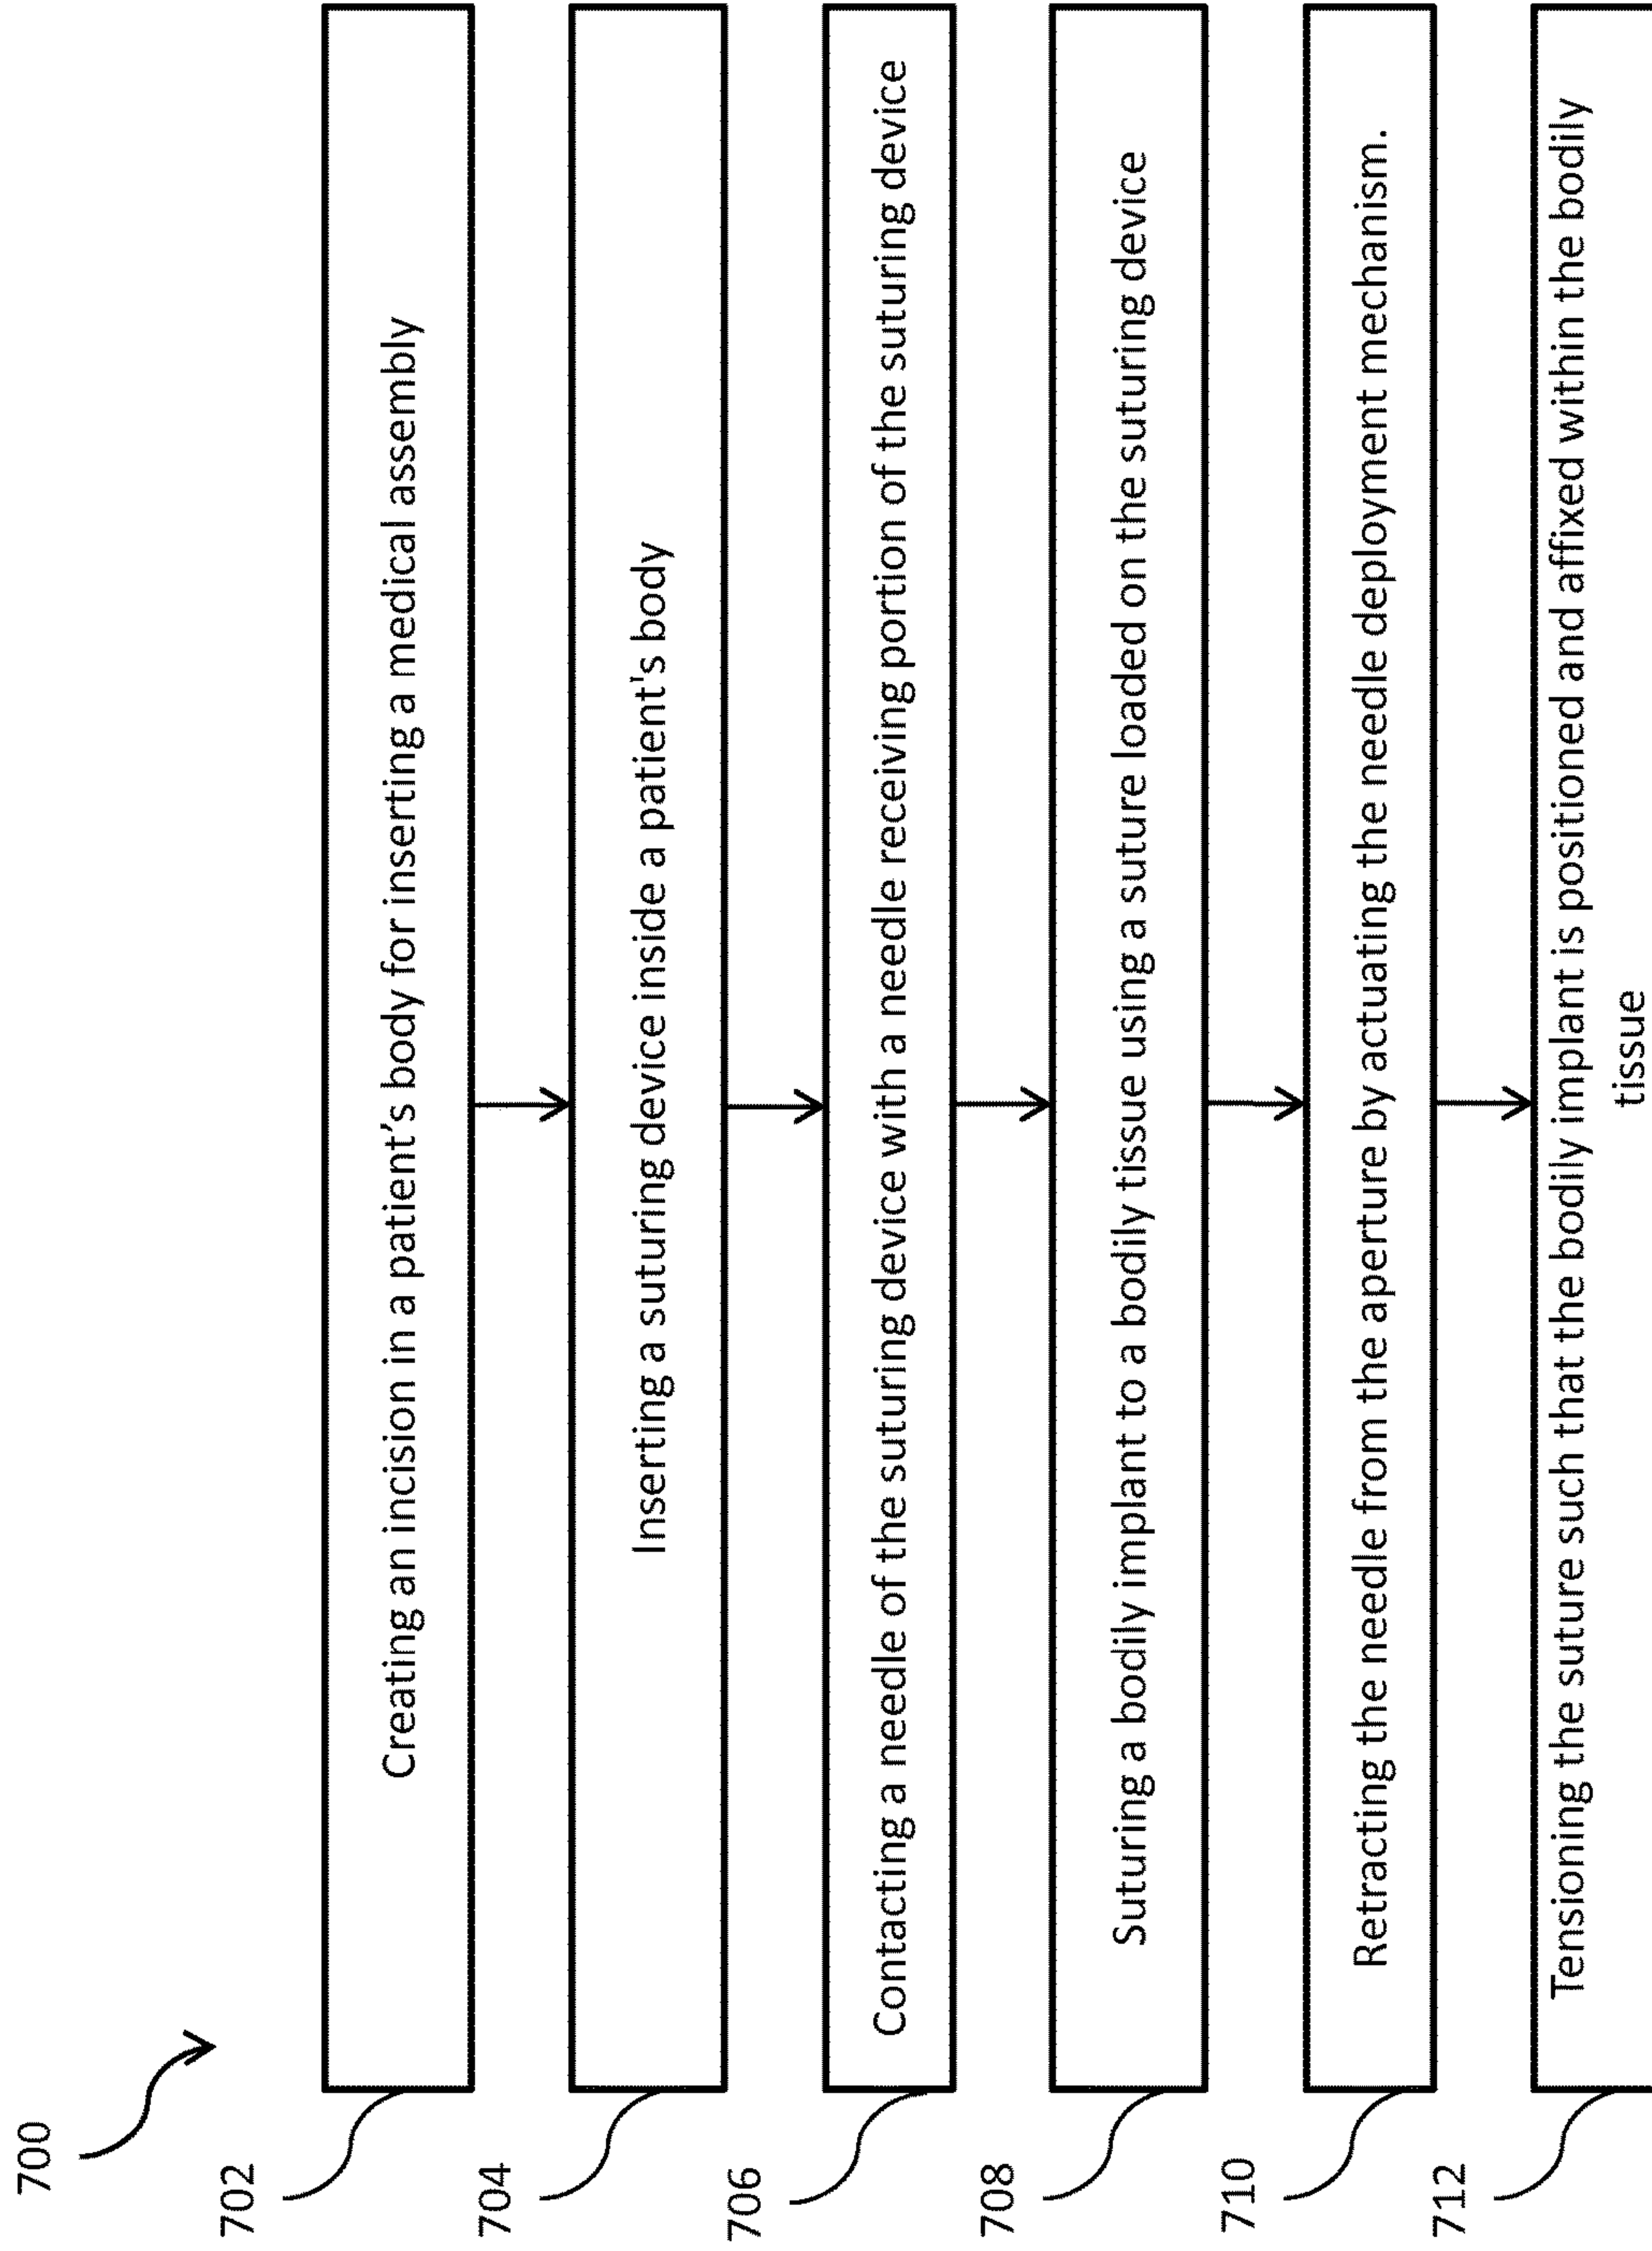 700
702
Creating an incision in a patient’s body for inserting a medical assembly
704
Inserting a suturing device inside a patient's body
706
Contacting a needle of the suturing device with a needle receiving portion of the suturing device
708
Suturing a bodily implant to a bodily tissue using a suture loaded on the suturing device
710
Retracting the needle from the aperture by actuating the needle deployment mechanism.
712
Tensioning the suture such that the bodily implant is positioned and affixed within the bodily
tissue